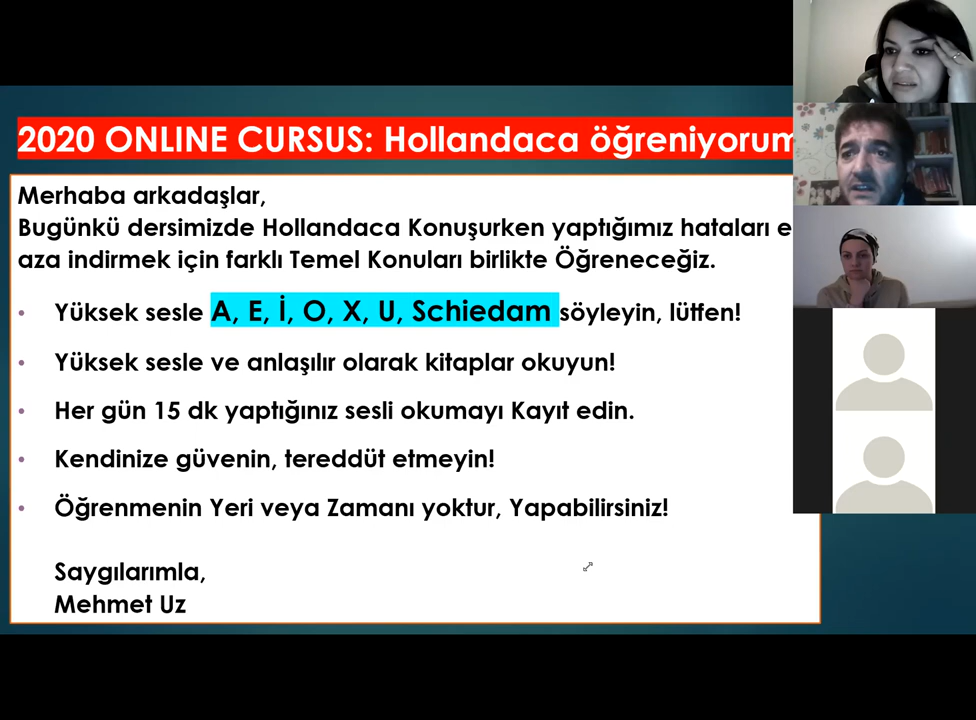 2020 ONLINE CURSUS: Hollandaca öğreniyorum
Merhaba arkadaşlar,
Bugünkü dersimizde Hollandaca Konuşurken yaptığımız hataları e
aza indirmek için farklı Temel Konuları birlikte Öğreneceğiz.
• Yüksek sesle A, E, İ, O, X, U, Schiedam söyleyin, lütfen!
• Yüksek sesle ve anlaşılır olarak kitaplar okuyun!
• Her gün 15 dk yaptığınız sesli okumayı Kayıt edin.
• Kendinize güvenin, tereddüt etmeyin!
• Öğrenmenin Yeri veya Zamanı yoktur, Yapabilirsiniz!
Saygılarımla,
Mehmet Uz